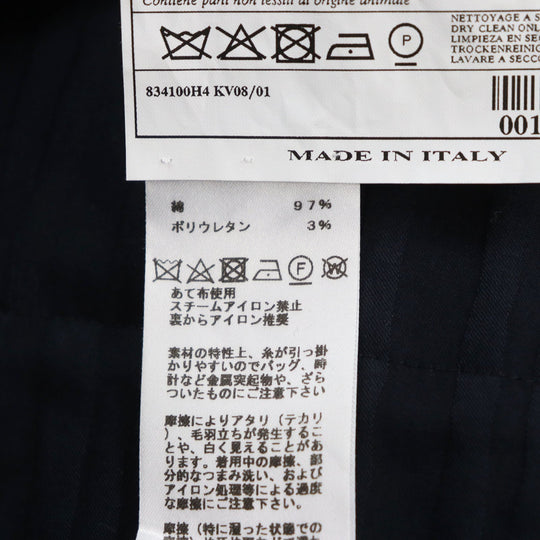 Contiene parti non tessili di origine animale
NETTOYAGE A S
DRY CLEAN ONL
LIMPIEZA EN SE
TROCKENREINIG
LAVARE A SECCO
P
834100H4 KV08/01
001
MADE IN ITALY
綿 97%
ポリウレタン 3%
F W
あて布使用
スチームアイロン禁止
裏からアイロン推奨
素材の特性上、糸が引っ掛
かりやすいのでバッグ、時
計など金属突起物や、ざら
ついたものにご注意下さい
摩擦によりアタリ(テカリ
)、毛羽立ちが発生するこ
とや、白く見えることがあ
ります。着用中の摩擦、部
分的なつまみ洗い、および
アイロン処理等による過度
な摩擦にご注意下さい。
摩擦(特に湿った状態での